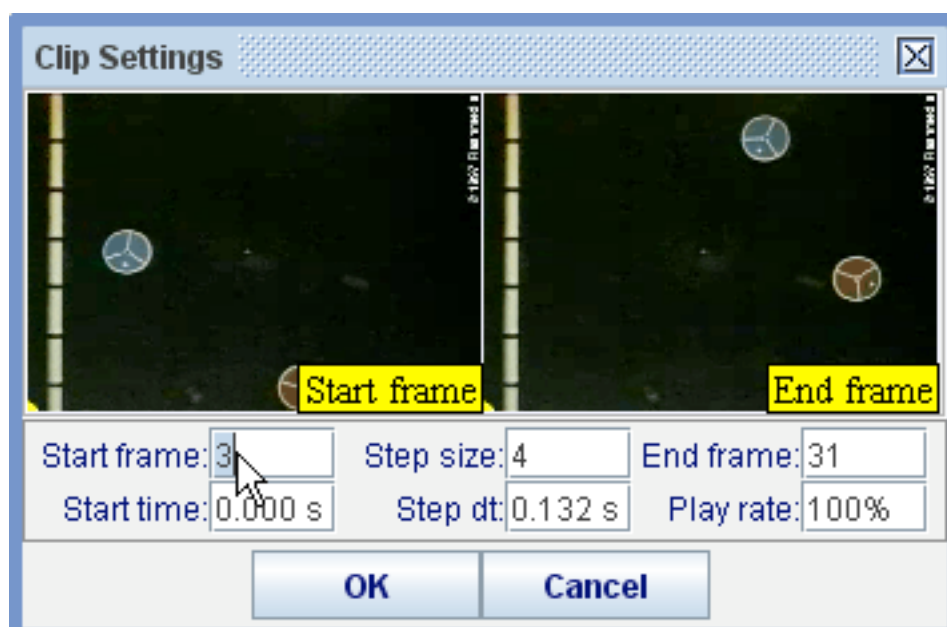 Clip Settings
Start frame
End frame
Start frame: 3 Step size: 4 End frame: 31
Start time: 0.000 s Step dt: 0.132 s Play rate: 100%
OK Cancel